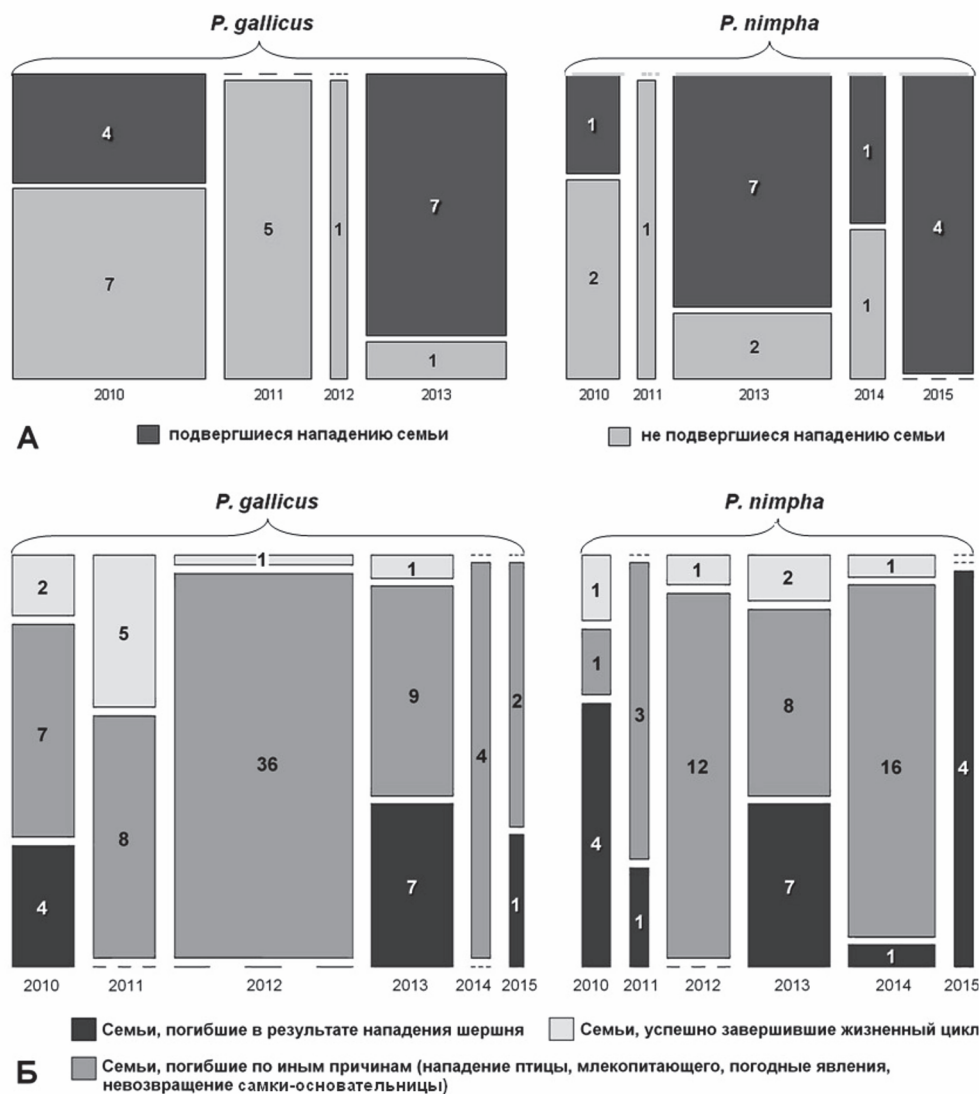 P. gallicus P. nimpha
4 7 5 1 7 1
1 2 1 7 2 1 1 4
2010 2011 2012 2013 2010 2011 2013 2014 2015
А подвергшиеся нападению семьи не подвергшиеся нападению семьи
P. gallicus P. nimpha
2 7 4 5 8 1 36 1 9 7 4 2 1
1 1 4 3 1 1 12 2 8 7 1 16 1 4
2010 2011 2012 2013 2014 2015 2010 2011 2012 2013 2014 2015
Семьи, погибшие в результате нападения шершня Семьи, успешно завершившие жизненный цикл
Б Семьи, погибшие по иным причинам (нападение птицы, млекопитающего, погодные явления,
невозвращение самки-основательницы)